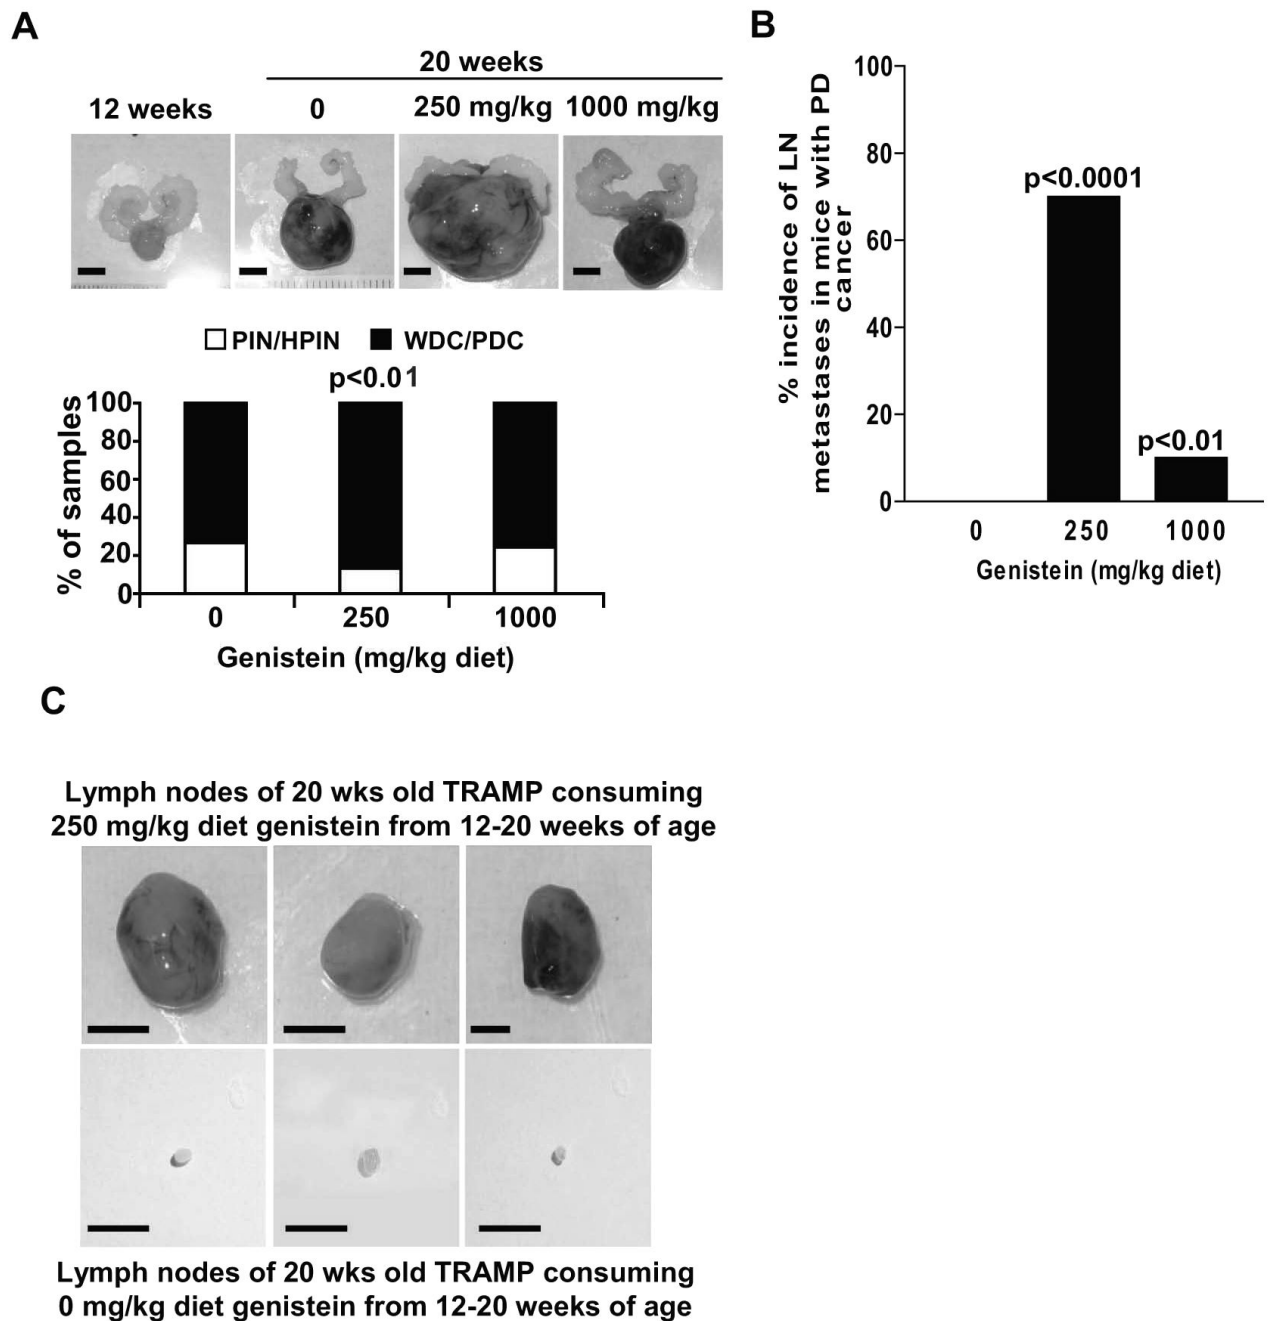 A
20 weeks
12 weeks
0
250 mg/kg
1000 mg/kg
PIN/HPIN
WDC/PDC
p<0.01
% of samples
100
80
60
40
20
0
0
250
1000
Genistein (mg/kg diet)
B
% incidence of LN
metastases in mice with PD
cancer
100
80
60
40
20
0
p<0.0001
p<0.01
0
250
1000
Genistein (mg/kg diet)
C
Lymph nodes of 20 wks old TRAMP consuming
250 mg/kg diet genistein from 12-20 weeks of age
Lymph nodes of 20 wks old TRAMP consuming
0 mg/kg diet genistein from 12-20 weeks of age